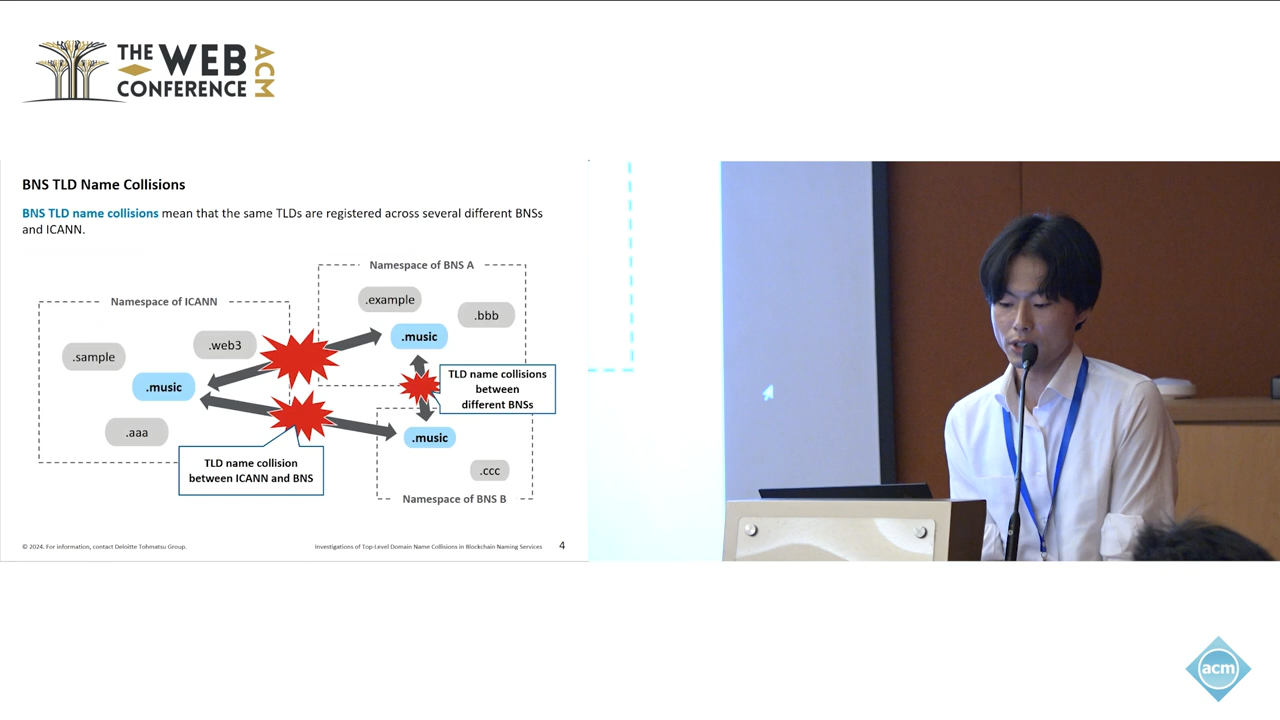 THE WEB
CONFERENCE
ACM
BNS TLD Name Collisions
BNS TLD name collisions mean that the same TLDs are registered across several different BNSs
and ICANN.
Namespace of BNS A
Namespace of ICANN
.example
.bbb
.music
.web3
.sample
.music
TLD name collisions
between
different BNSs
.aaa
.music
TLD name collision
between ICANN and BNS
.ccc
Namespace of BNS B
© 2024. For information, contact Deloitte Tohmatsu Group.
Investigations of Top-Level Domain Name Collisions in Blockchain Naming Services
4
acm